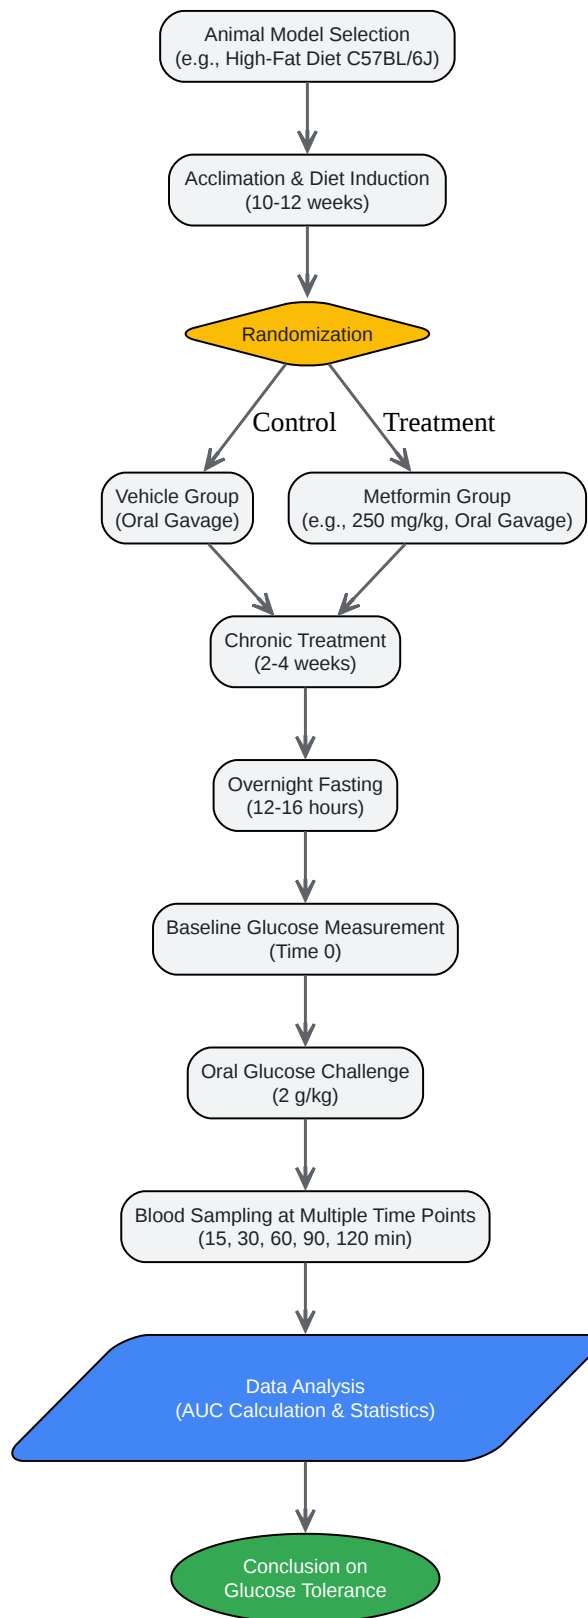 Animal Model Selection
(e.g., High-Fat Diet C57BL/6J)
Acclimation & Diet Induction
(10-12 weeks)
Randomization
Control
Treatment
Vehicle Group
(Oral Gavage)
Metformin Group
(e.g., 250 mg/kg, Oral Gavage)
Chronic Treatment
(2-4 weeks)
Overnight Fasting
(12-16 hours)
Baseline Glucose Measurement
(Time 0)
Oral Glucose Challenge
(2 g/kg)
Blood Sampling at Multiple Time Points
(15, 30, 60, 90, 120 min)
Data Analysis
(AUC Calculation & Statistics)
Conclusion on
Glucose Tolerance